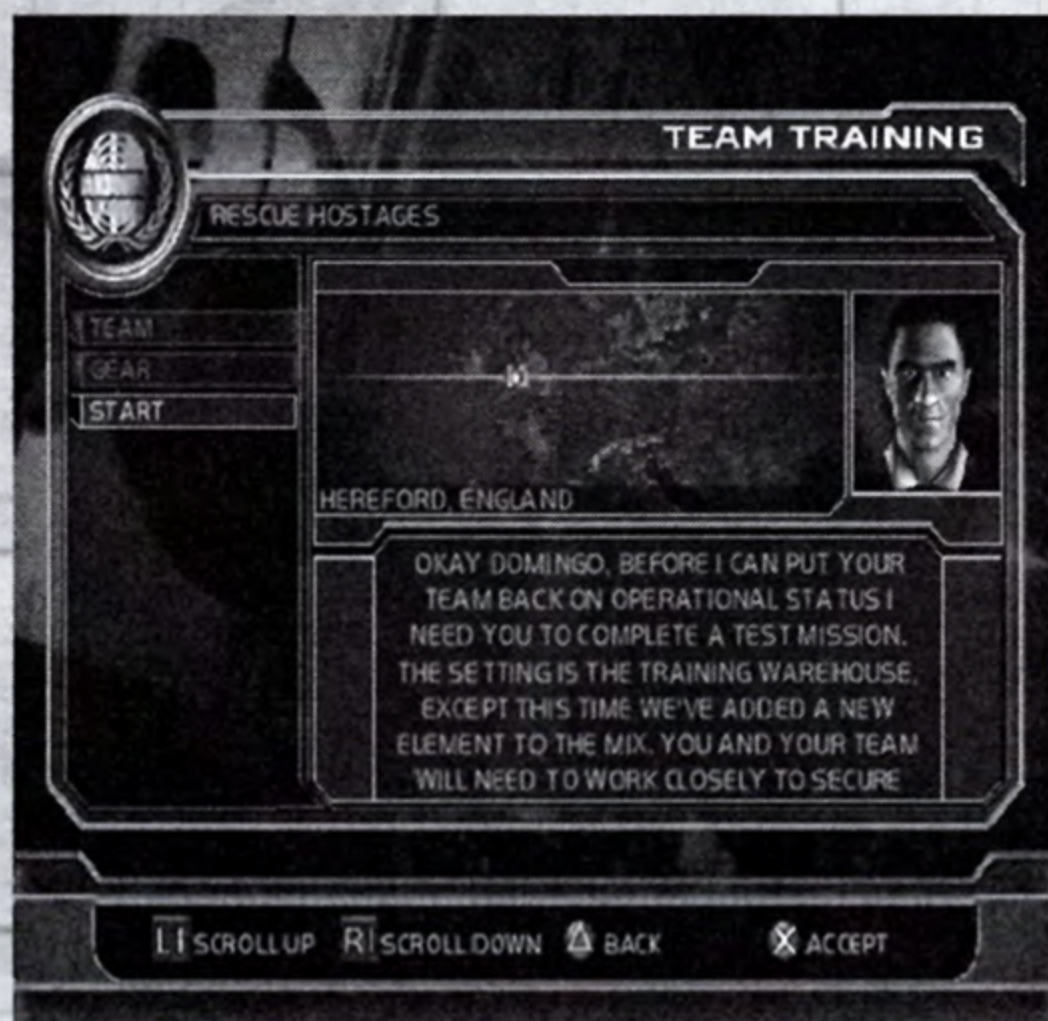 TEAM TRAINING
RESCUE HOSTAGES
TEAM
GEAR
START
HEREFORD, ENGLAND
OKAY DOMINGO, BEFORE I CAN PUT YOUR
TEAM BACK ON OPERATIONAL STATUS I
NEED YOU TO COMPLETE A TEST MISSION.
THE SETTING IS THE TRAINING WAREHOUSE,
EXCEPT THIS TIME WE'VE ADDED A NEW
ELEMENT TO THE MIX. YOU AND YOUR TEAM
WILL NEED TO WORK CLOSELY TO SECURE
L1 SCROLL UP R1 SCROLL DOWN BACK X ACCEPT